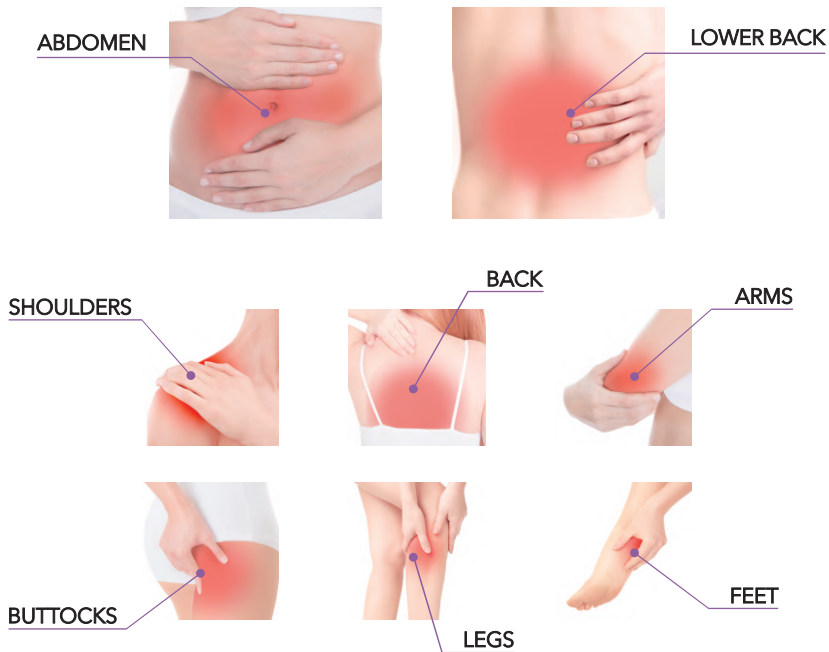 ABDOMEN
LOWER BACK
SHOULDERS
BACK
ARMS
BUTTOCKS
LEGS
FEET